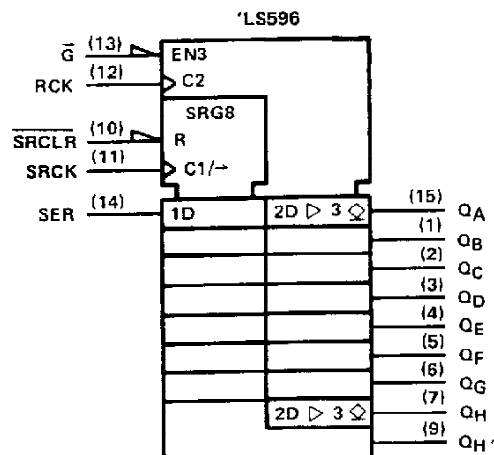 'LS596
G̅ (13) EN3
RCK (12) C2
SRG8
S̅R̅C̅L̅R̅ (10) R
SRCK (11) C1/→
SER (14) 1D 2D ▷ 3 ◇ (15) QA
(1) QB
(2) QC
(3) QD
(4) QE
(5) QF
(6) QG
2D ▷ 3 ◇ (7) QH
(9) QH'